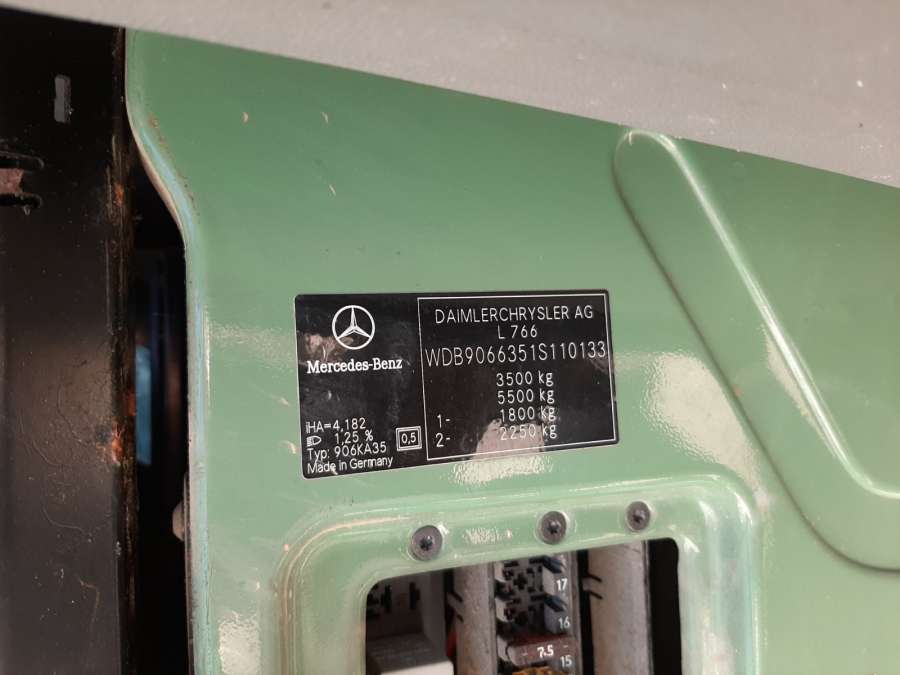 DAIMLERCHRYSLER AG
L 766
WDB9066351S110133
3500 kg
5500 kg
1- 1800 kg
2- 2250 kg
Mercedes-Benz
iHA=4,182
1,25 %
0,5
Typ: 906KA35
Made in Germany
17
16
7.5
15